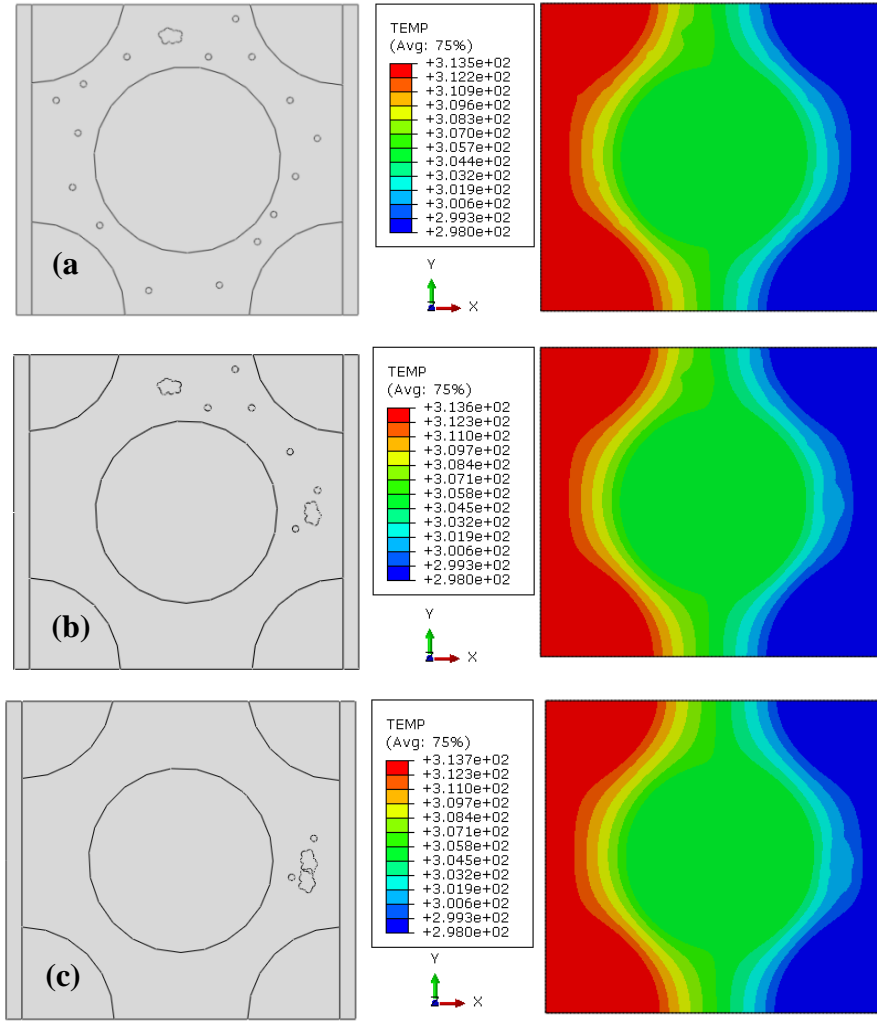 TEMP
(Avg: 75%)
+3.135e+02
+3.122e+02
+3.109e+02
+3.096e+02
+3.083e+02
+3.070e+02
+3.057e+02
+3.044e+02
+3.032e+02
+3.019e+02
+3.006e+02
+2.993e+02
+2.980e+02
(a
Y
X
TEMP
(Avg: 75%)
+3.136e+02
+3.123e+02
+3.110e+02
+3.097e+02
+3.084e+02
+3.071e+02
+3.058e+02
+3.045e+02
+3.032e+02
+3.019e+02
+3.006e+02
+2.993e+02
+2.980e+02
(b)
Y
X
TEMP
(Avg: 75%)
+3.137e+02
+3.123e+02
+3.110e+02
+3.097e+02
+3.084e+02
+3.071e+02
+3.058e+02
+3.045e+02
+3.032e+02
+3.019e+02
+3.006e+02
+2.993e+02
+2.980e+02
(c)
Y
X